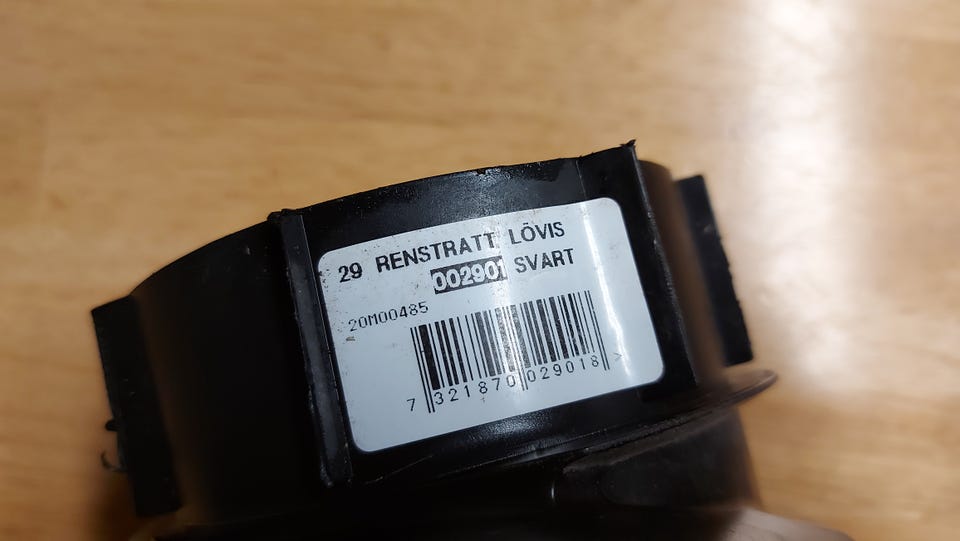 29 RENSTRATT LÖVIS
002901 SVART
20M00485
7 321870 029018 >